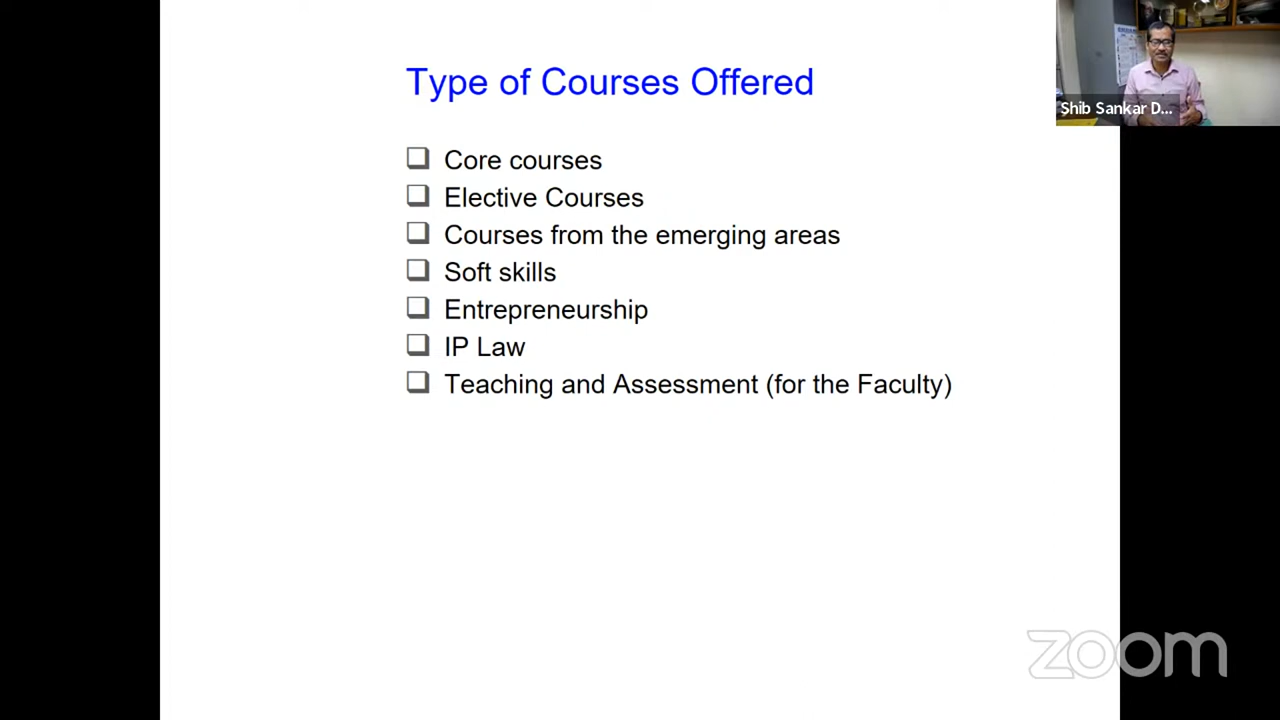 Type of Courses Offered
Shib Sankar D...
Core courses
Elective Courses
Courses from the emerging areas
Soft skills
Entrepreneurship
IP Law
Teaching and Assessment (for the Faculty)
zoom